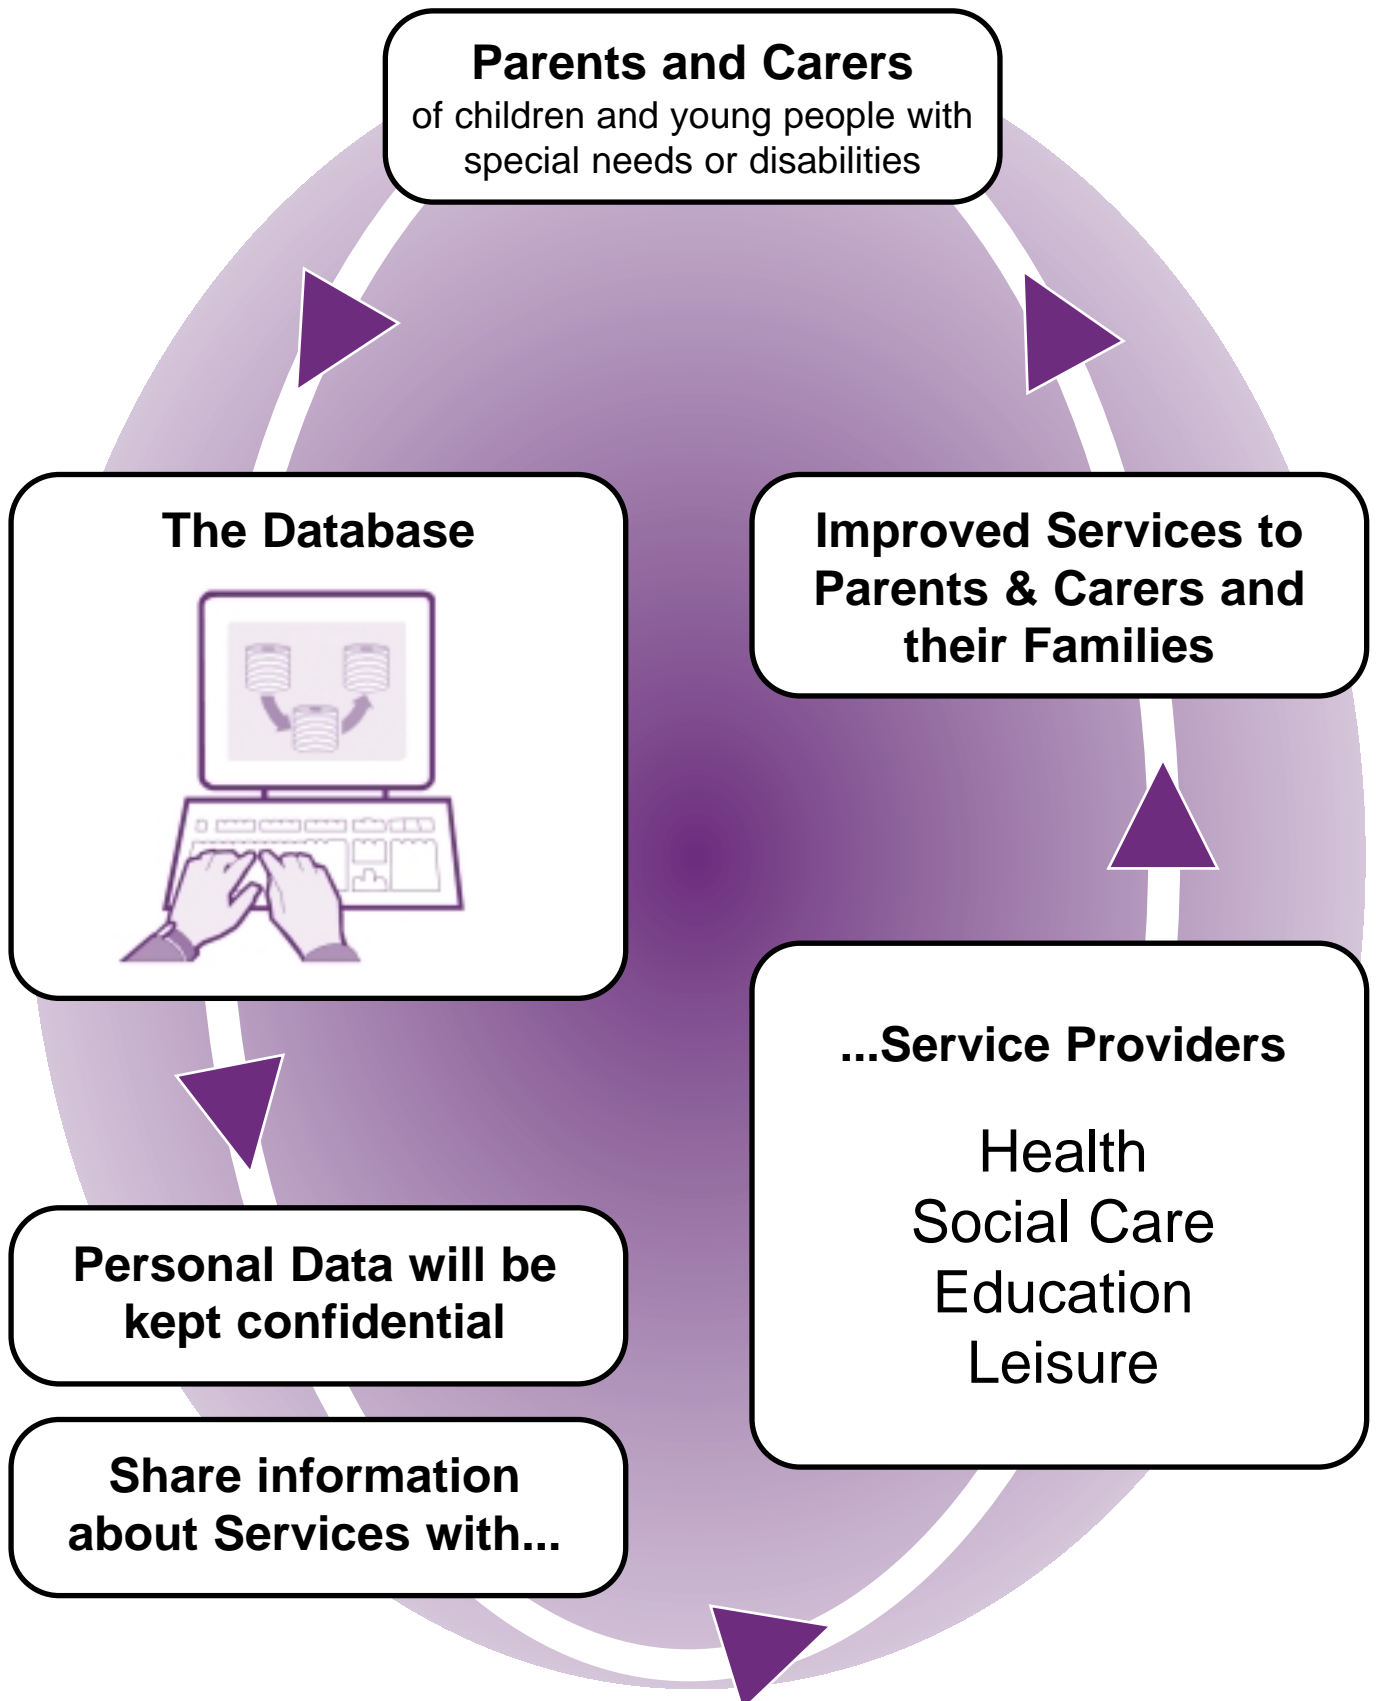 Parents and Carers
of children and young people with
special needs or disabilities
The Database
Personal Data will be
kept confidential
Share information
about Services with...
...Service Providers
Health
Social Care
Education
Leisure
Improved Services to
Parents & Carers and
their Families